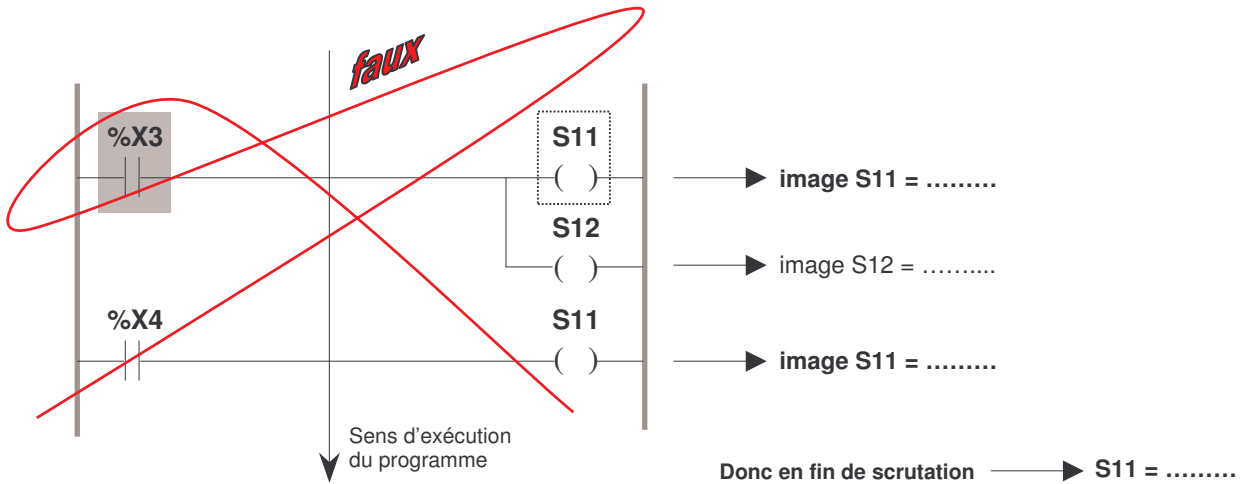 faux
%X3
S11
image S11 = .........
S12
image S12 = .........
%X4
S11
image S11 = .........
Sens d'exécution
du programme
Donc en fin de scrutation
S11 = .........